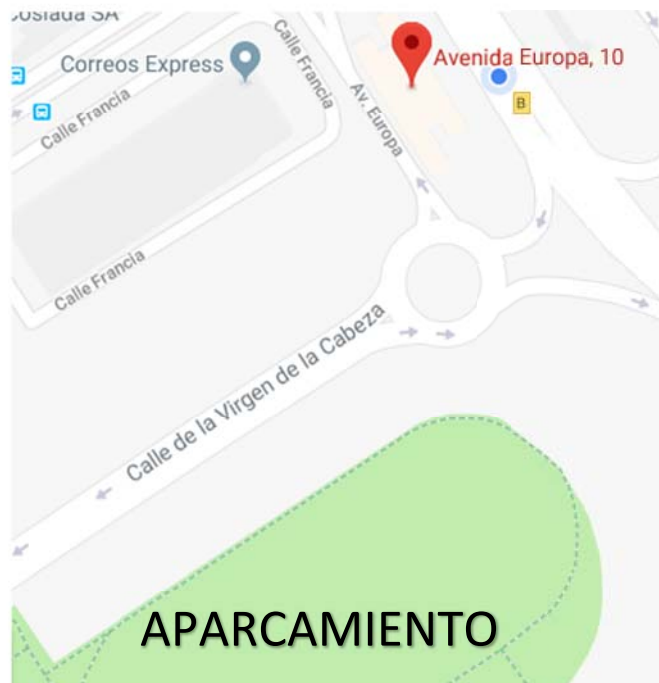 Coslada SA
Correos Express
Calle Francia
Avenida Europa, 10
Av. Europa
B
Calle Francia
Calle Francia
Calle de la Virgen de la Cabeza
APARCAMIENTO